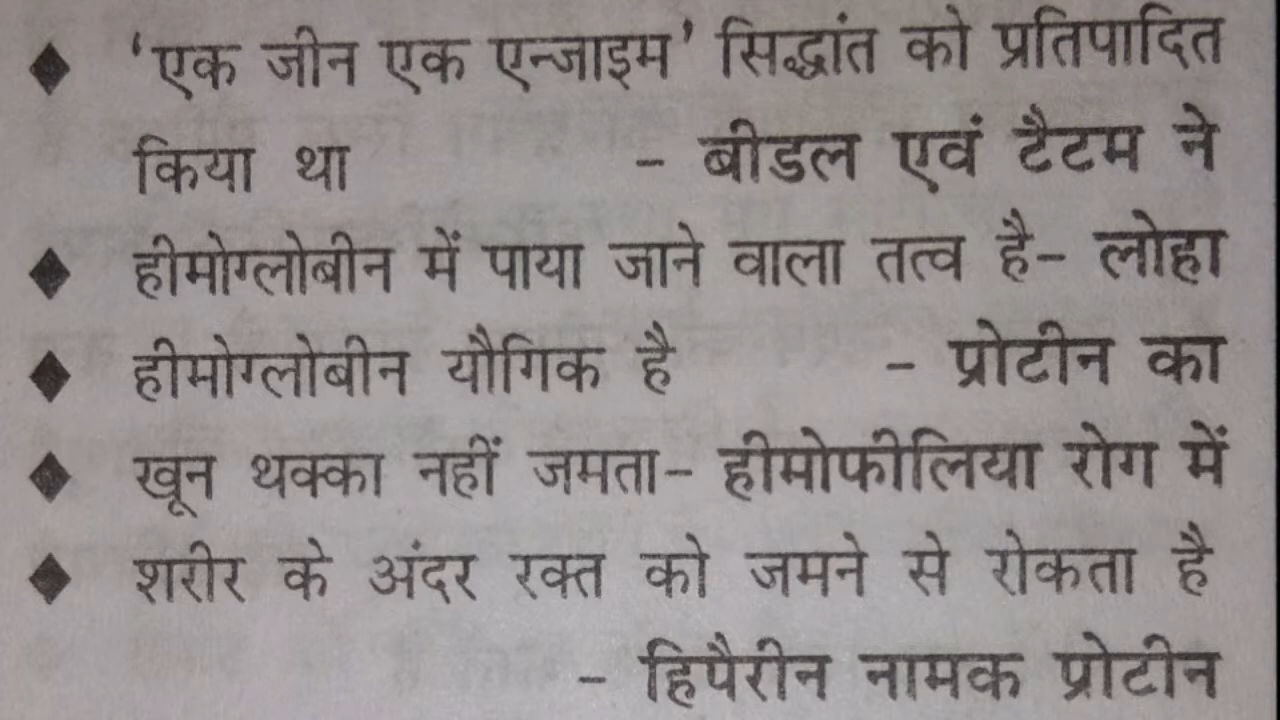 ◆ 'एक जीन एक एन्जाइम' सिद्धांत को प्रतिपादित
किया था - बीडल एवं टैटम ने
◆ हीमोग्लोबीन में पाया जाने वाला तत्व है- लोहा
◆ हीमोग्लोबीन यौगिक है - प्रोटीन का
◆ खून थक्का नहीं जमता- हीमोफीलिया रोग में
◆ शरीर के अंदर रक्त को जमने से रोकता है
- हिपैरीन नामक प्रोटीन